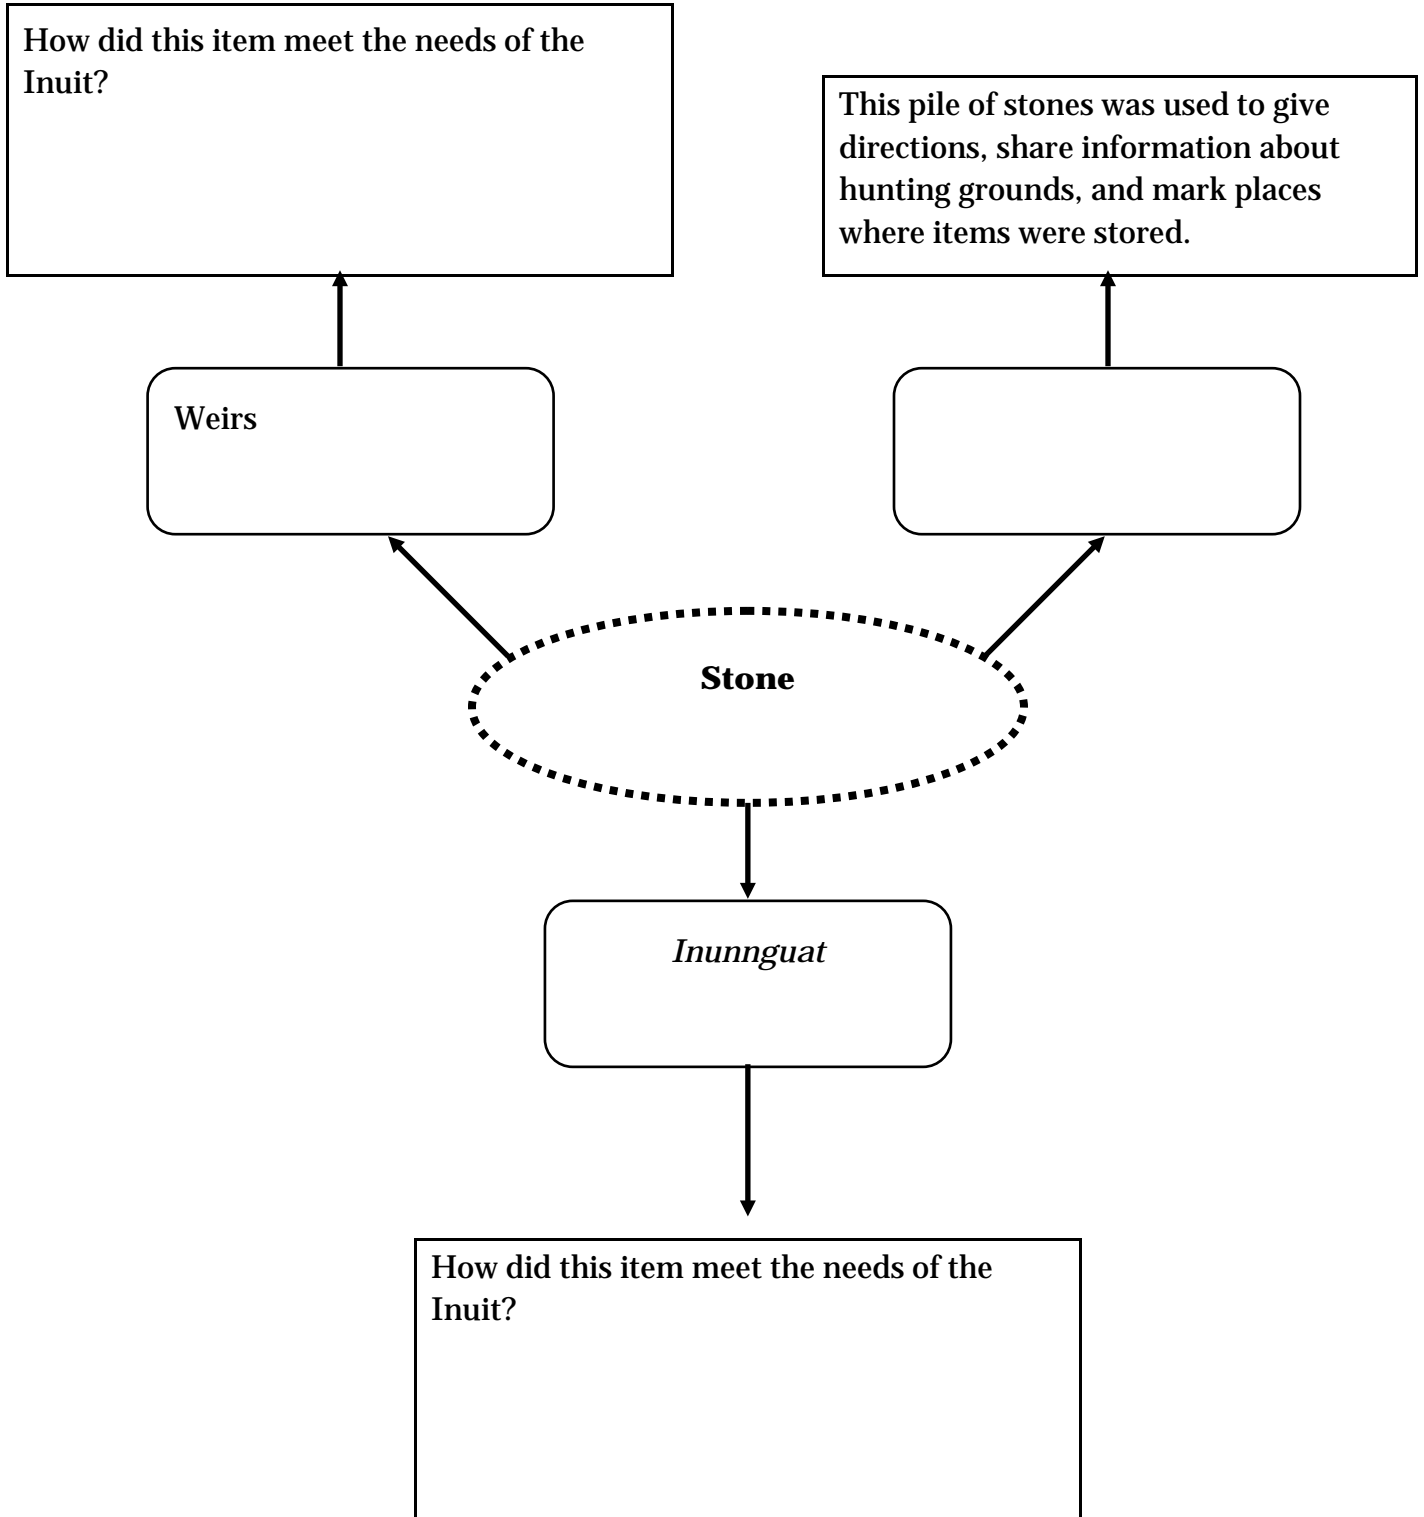 How did this item meet the needs of the
Inuit?
This pile of stones was used to give
directions, share information about
hunting grounds, and mark places
where items were stored.
Weirs
Stone
Inunnguat
How did this item meet the needs of the
Inuit?